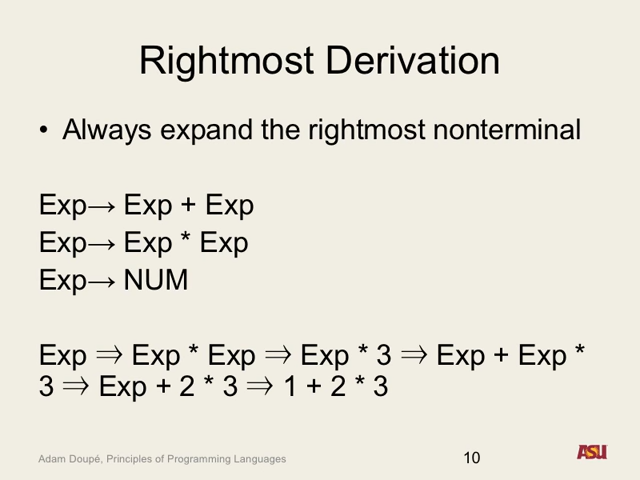 Rightmost Derivation
• Always expand the rightmost nonterminal
Exp→ Exp + Exp
Exp→ Exp * Exp
Exp→ NUM
Exp ⇒ Exp * Exp ⇒ Exp * 3 ⇒ Exp + Exp *
3 ⇒ Exp + 2 * 3 ⇒ 1 + 2 * 3
Adam Doupé, Principles of Programming Languages
10
ASU